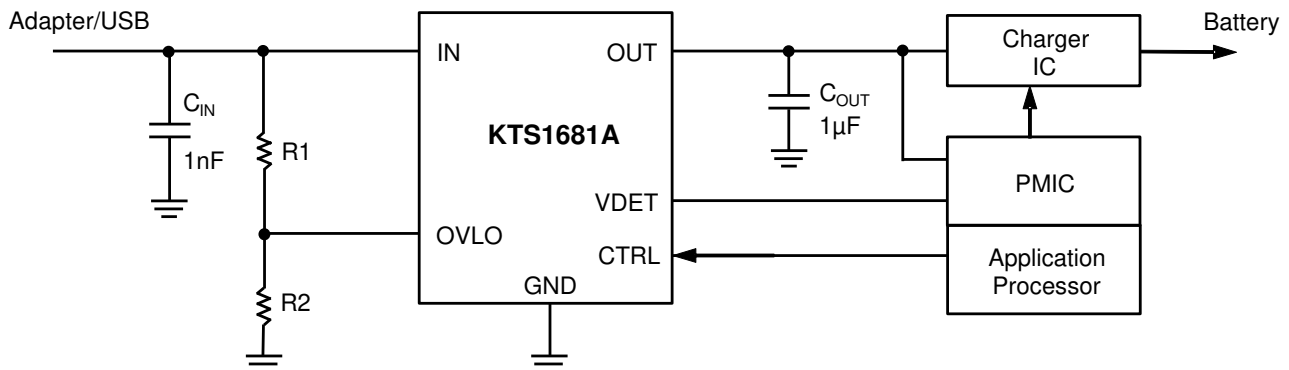 Adapter/USB
Battery
IN
OUT
Charger
IC
C_IN
1nF
R1
KTS1681A
C_OUT
1µF
PMIC
VDET
OVLO
CTRL
Application
Processor
GND
R2